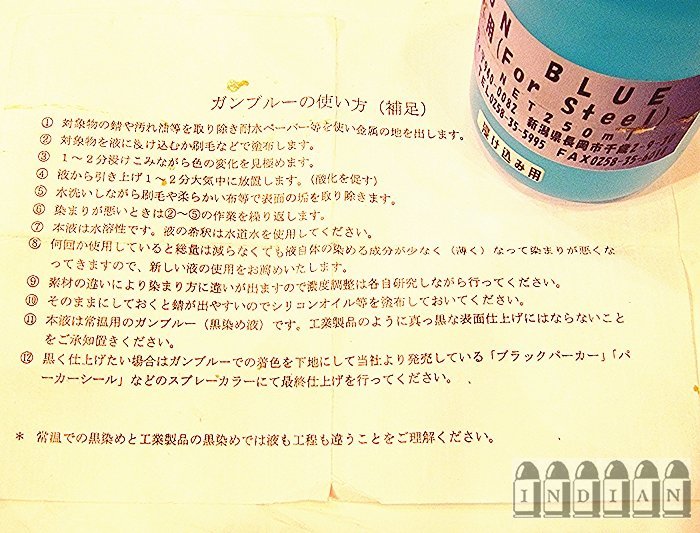 ガンブルーの使い方（補足）
① 対象物の錆や汚れ油等を取り除き耐水ペーパー等を使い金属の地を出します。
② 対象物を液に浸け込むか刷毛などで塗布します。
③ １～２分浸けこみながら色の変化を見極めます。
④ 液から引き上げ１～２分大気中に放置します。（酸化を促す）
⑤ 水洗いしながら刷毛や柔らかい布等で表面の垢を取り除きます。
⑥ 染まりが悪いときは②～⑤の作業を繰り返します。
⑦ 本液は水溶性です。液の希釈は水道水を使用してください。
⑧ 何回か使用していると総量は減らなくても液自体の染める成分が少なく（薄く）なって染まりが悪くな
ってきますので、新しい液の使用をお薦めいたします。
⑨ 素材の違いにより染まり方に違いが出ますので濃度調整は各自研究しながら行ってください。
⑩ そのままにしておくと錆が出やすいのでシリコンオイル等を塗布しておいてください。
⑪ 本液は常温用のガンブルー（黒染め液）です。工業製品のように真っ黒な表面仕上げにはならないこと
をご承知置きください。
⑫ 黒く仕上げたい場合はガンブルーでの着色を下地にして当社より発売している「ブラックパーカー」「パ
ーカーシール」などのスプレーカラーにて最終仕上げを行ってください。
＊ 常温での黒染めと工業製品の黒染めでは液も工程も違うことをご理解ください。
UN BLUE
用(For Steel)
NET250m
940-0082 新潟県長岡市千歳2-9-
TEL0258-35-5995 FAX0258-35-
漬け込み用
INDIAN